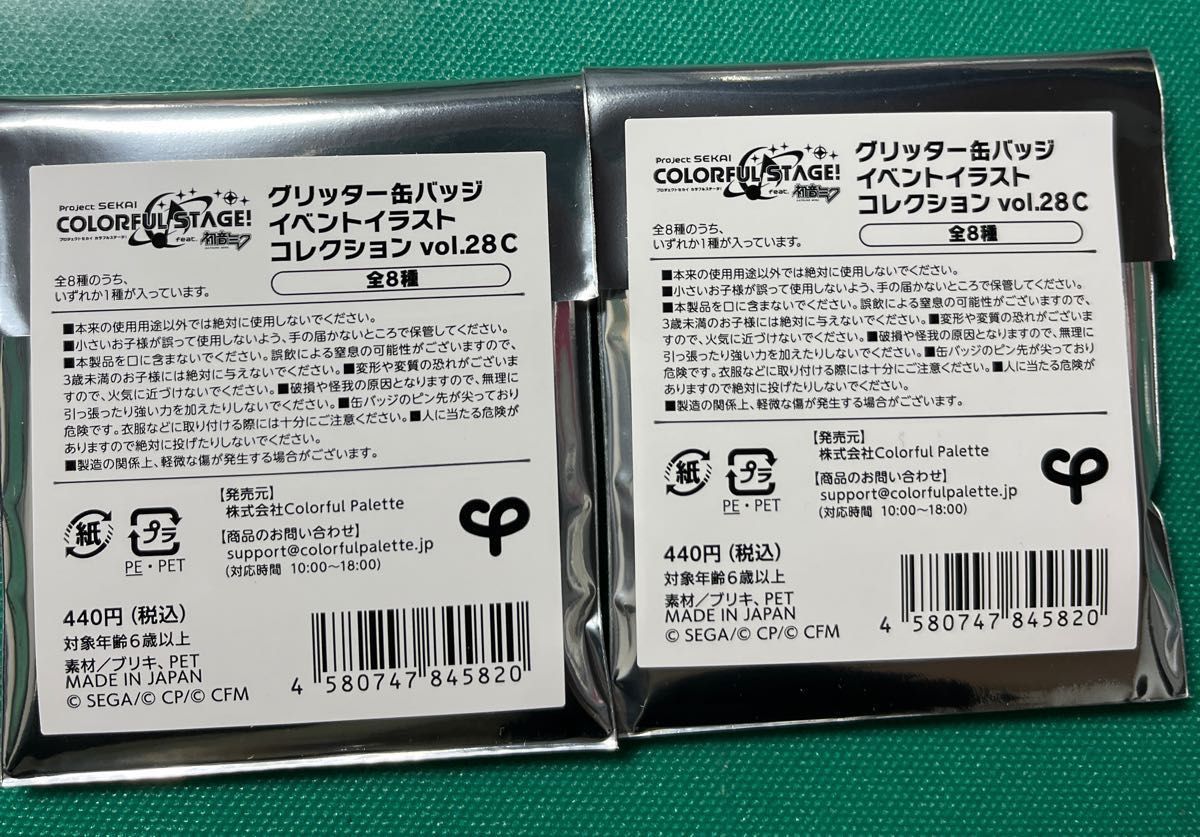 Project SEKAI
COLORFUL STAGE!
プロジェクトセカイ カラフルステージ!
feat. 初音ミク
HATSUNE MIKU
グリッター缶バッジ
イベントイラスト
コレクション vol.28 C
全8種
全8種のうち、
いずれか1種が入っています。
■本来の使用用途以外では絶対に使用しないでください。
■小さいお子様が誤って使用しないよう、手の届かないところで保管してください。
■本製品を口に含まないでください。誤飲による窒息の可能性がございますので、
3歳未満のお子様には絶対に与えないでください。■変形や変質の恐れがございま
すので、火気に近づけないでください。■破損や怪我の原因となりますので、無理に
引っ張ったり強い力を加えたりしないでください。■缶バッジのピン先が尖っており
危険です。衣服などに取り付ける際には十分にご注意ください。■人に当たる危険が
ありますので絶対に投げたりしないでください。
■製造の関係上、軽微な傷が発生する場合がございます。
紙
プラ
PE・PET
【発売元】
株式会社Colorful Palette
【商品のお問い合わせ】
support@colorfulpalette.jp
(対応時間 10:00〜18:00)
440円(税込)
対象年齢6歳以上
素材/ブリキ、PET
MADE IN JAPAN
© SEGA/© CP/© CFM
4 580747 845820
Project SEKAI
COLORFUL STAGE!
プロジェクトセカイ カラフルステージ!
feat. 初音ミク
HATSUNE MIKU
グリッター缶バッジ
イベントイラスト
コレクション vol.28 C
全8種
全8種のうち、
いずれか1種が入っています。
■本来の使用用途以外では絶対に使用しないでください。
■小さいお子様が誤って使用しないよう、手の届かないところで保管してください。
■本製品を口に含まないでください。誤飲による窒息の可能性がございますので、
3歳未満のお子様には絶対に与えないでください。■変形や変質の恐れがございま
すので、火気に近づけないでください。■破損や怪我の原因となりますので、無理に
引っ張ったり強い力を加えたりしないでください。■缶バッジのピン先が尖っており
危険です。衣服などに取り付ける際には十分にご注意ください。■人に当たる危険が
ありますので絶対に投げたりしないでください。
■製造の関係上、軽微な傷が発生する場合がございます。
紙
プラ
PE・PET
【発売元】
株式会社Colorful Palette
【商品のお問い合わせ】
support@colorfulpalette.jp
(対応時間 10:00〜18:00)
440円(税込)
対象年齢6歳以上
素材/ブリキ、PET
MADE IN JAPAN
© SEGA/© CP/© CFM
4 580747 845820